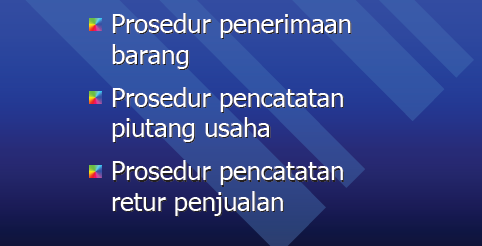 Prosedur penerimaan
barang
Prosedur pencatatan
piutang usaha
Prosedur pencatatan
retur penjualan